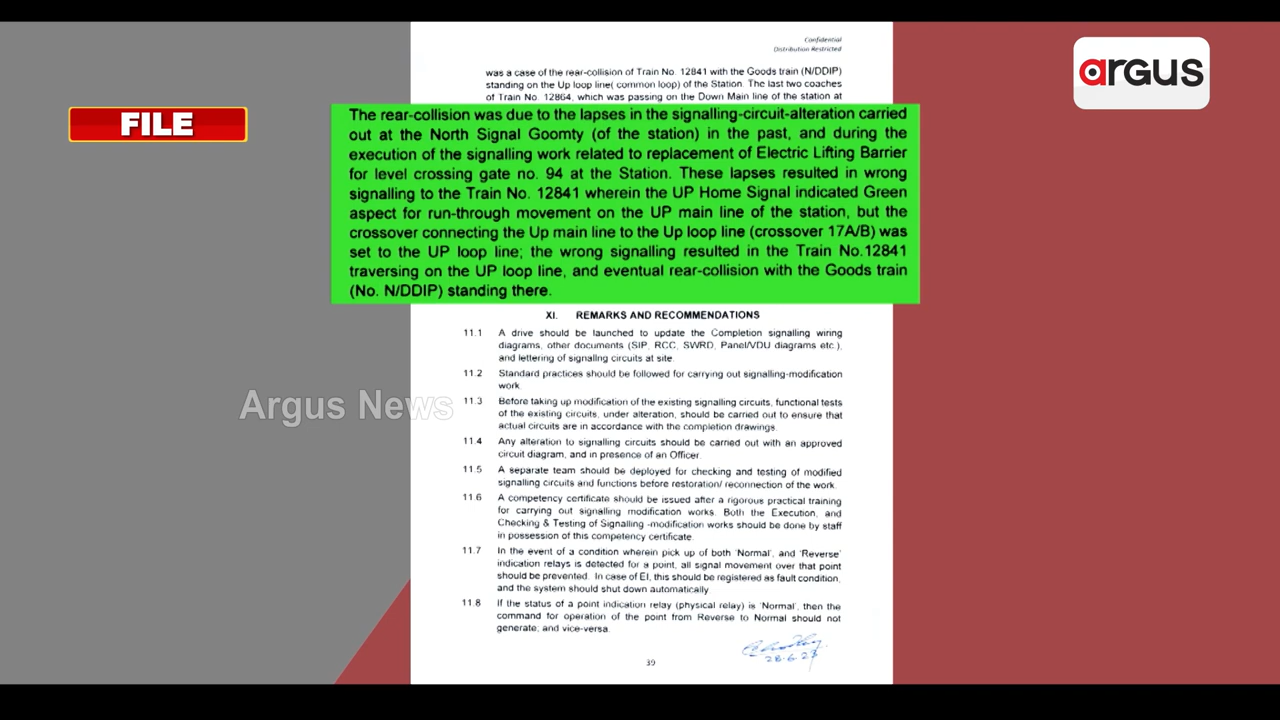 Confidential
Distribution Restricted
argus
FILE
was a case of the rear-collision of Train No. 12841 with the Goods train (N/DDIP)
standing on the Up loop line( common loop) of the Station. The last two coaches
of Train No. 12864, which was passing on the Down Main line of the station at
The rear-collision was due to the lapses in the signalling-circuit-alteration carried
out at the North Signal Goomty (of the station) in the past, and during the
execution of the signalling work related to replacement of Electric Lifting Barrier
for level crossing gate no. 94 at the Station. These lapses resulted in wrong
signalling to the Train No. 12841 wherein the UP Home Signal indicated Green
aspect for run-through movement on the UP main line of the station, but the
crossover connecting the Up main line to the Up loop line (crossover 17A/B) was
set to the UP loop line; the wrong signalling resulted in the Train No.12841
traversing on the UP loop line, and eventual rear-collision with the Goods train
(No. N/DDIP) standing there.
XI. REMARKS AND RECOMMENDATIONS
11.1 A drive should be launched to update the Completion signalling wiring
diagrams, other documents (SIP, RCC, SWRD, Panel/VDU diagrams etc.),
and lettering of signallng circuits at site.
11.2 Standard practices should be followed for carrying out signalling-modification
work.
11.3 Before taking up modification of the existing signalling circuits, functional tests
of the existing circuits, under alteration, should be carried out to ensure that
actual circuits are in accordance with the completion drawings.
11.4 Any alteration to signalling circuits should be carried out with an approved
circuit diagram, and in presence of an Officer.
11.5 A separate team should be deployed for checking and testing of modified
signalling circuits and functions before restoration/ reconnection of the work.
11.6 A competency certificate should be issued after a rigorous practical training
for carrying out signalling modification works. Both the Execution, and
Checking & Testing of Signalling -modification works should be done by staff
in possession of this competency certificate.
11.7 In the event of a condition wherein pick up of both 'Normal', and 'Reverse'
indication relays is detected for a point, all signal movement over that point
should be prevented. In case of EI, this should be registered as fault condition,
and the system should shut down automatically
11.8 If the status of a point indication relay (physical relay) is 'Normal', then the
command for operation of the point from Reverse to Normal should not
generate; and vice-versa.
28.6.23
39
Argus News